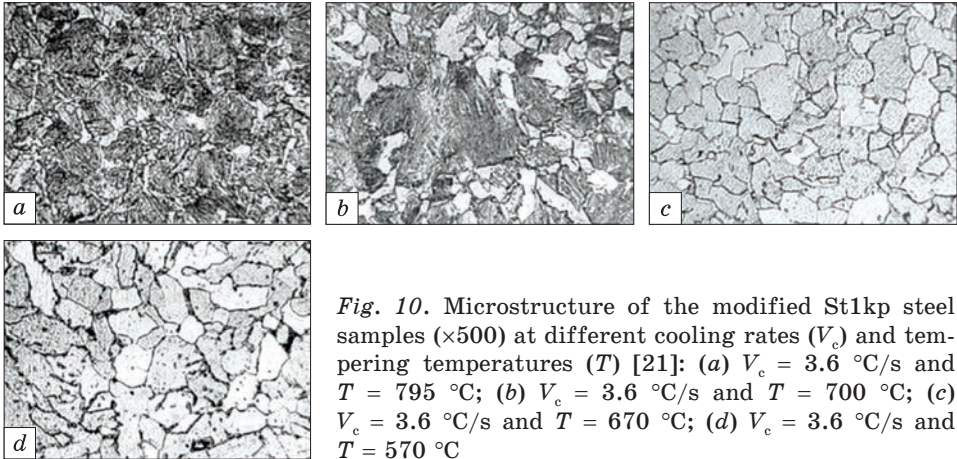 a
b
c
d
Fig. 10. Microstructure of the modified St1kp steel
samples (×500) at different cooling rates (Vc) and tem-
pering temperatures (T) [21]: (a) Vc = 3.6 °C/s and
T = 795 °C; (b) Vc = 3.6 °C/s and T = 700 °C; (c)
Vc = 3.6 °C/s and T = 670 °C; (d) Vc = 3.6 °C/s and
T = 570 °C